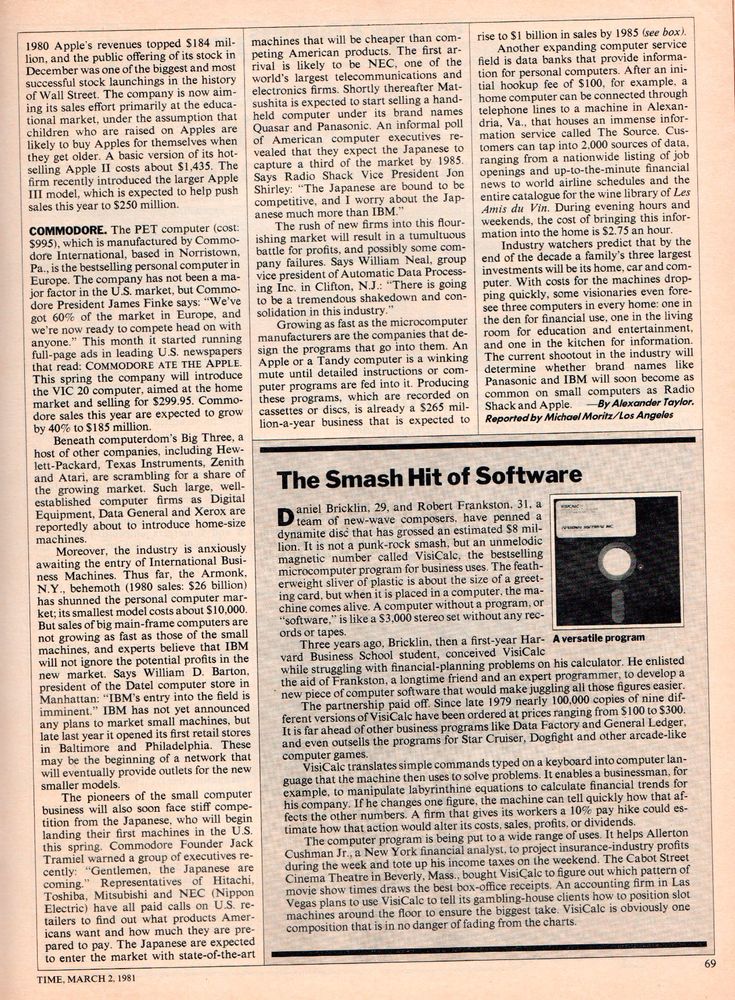 1980 Apple's revenues topped $184 mil-
lion, and the public offering of its stock in
December was one of the biggest and most
successful stock launchings in the history
of Wall Street. The company is now aim-
ing its sales effort primarily at the educa-
tional market, under the assumption that
children who are raised on Apples are
likely to buy Apples for themselves when
they get older. A basic version of its hot-
selling Apple II costs about $1,435. The
firm recently introduced the larger Apple
III model, which is expected to help push
sales this year to $250 million.
COMMODORE. The PET computer (cost:
$995), which is manufactured by Commo-
dore International, based in Norristown,
Pa., is the bestselling personal computer in
Europe. The company has not been a ma-
jor factor in the U.S. market, but Commo-
dore President James Finke says: "We've
got 60% of the market in Europe, and
we're now ready to compete head on with
anyone." This month it started running
full-page ads in leading U.S. newspapers
that read: COMMODORE ATE THE APPLE.
This spring the company will introduce
the VIC 20 computer, aimed at the home
market and selling for $299.95. Commo-
dore sales this year are expected to grow
by 40% to $185 million.
Beneath computerdom's Big Three, a
host of other companies, including Hew-
lett-Packard, Texas Instruments, Zenith
and Atari, are scrambling for a share of
the growing market. Such large, well-
established computer firms as Digital
Equipment, Data General and Xerox are
reportedly about to introduce home-size
machines.
Moreover, the industry is anxiously
awaiting the entry of International Busi-
ness Machines. Thus far, the Armonk,
N.Y., behemoth (1980 sales: $26 billion)
has shunned the personal computer mar-
ket; its smallest model costs about $10,000.
But sales of big main-frame computers are
not growing as fast as those of the small
machines, and experts believe that IBM
will not ignore the potential profits in the
new market. Says William D. Barton,
president of the Datel computer store in
Manhattan: "IBM's entry into the field is
imminent." IBM has not yet announced
any plans to market small machines, but
late last year it opened its first retail stores
in Baltimore and Philadelphia. These
may be the beginning of a network that
will eventually provide outlets for the new
smaller models.
The pioneers of the small computer
business will also soon face stiff compe-
tition from the Japanese, who will begin
landing their first machines in the U.S.
this spring. Commodore Founder Jack
Tramiel warned a group of executives re-
cently: "Gentlemen, the Japanese are
coming." Representatives of Hitachi,
Toshiba, Mitsubishi and NEC (Nippon
Electric) have all paid calls on U.S. re-
tailers to find out what products Amer-
icans want and how much they are pre-
pared to pay. The Japanese are expected
to enter the market with state-of-the-art
machines that will be cheaper than com-
peting American products. The first ar-
rival is likely to be NEC, one of the
world's largest telecommunications and
electronics firms. Shortly thereafter Mat-
sushita is expected to start selling a hand-
held computer under its brand names
Quasar and Panasonic. An informal poll
of American computer executives re-
vealed that they expect the Japanese to
capture a third of the market by 1985.
Says Radio Shack Vice President Jon
Shirley: "The Japanese are bound to be
competitive, and I worry about the Jap-
anese much more than IBM."
The rush of new firms into this flour-
ishing market will result in a tumultuous
battle for profits, and possibly some com-
pany failures. Says William Neal, group
vice president of Automatic Data Process-
ing Inc. in Clifton, N.J.: "There is going
to be a tremendous shakedown and con-
solidation in this industry."
Growing as fast as the microcomputer
manufacturers are the companies that de-
sign the programs that go into them. An
Apple or a Tandy computer is a winking
mute until detailed instructions or com-
puter programs are fed into it. Producing
these programs, which are recorded on
cassettes or discs, is already a $265 mil-
lion-a-year business that is expected to
rise to $1 billion in sales by 1985 (see box).
Another expanding computer service
field is data banks that provide informa-
tion for personal computers. After an ini-
tial hookup fee of $100, for example, a
home computer can be connected through
telephone lines to a machine in Alexan-
dria, Va., that houses an immense infor-
mation service called The Source. Cus-
tomers can tap into 2,000 sources of data,
ranging from a nationwide listing of job
openings and up-to-the-minute financial
news to world airline schedules and the
entire catalogue for the wine library of Les
Amis du Vin. During evening hours and
weekends, the cost of bringing this infor-
mation into the home is $2.75 an hour.
Industry watchers predict that by the
end of the decade a family's three largest
investments will be its home, car and com-
puter. With costs for the machines drop-
ping quickly, some visionaries even fore-
see three computers in every home: one in
the den for financial use, one in the living
room for education and entertainment,
and one in the kitchen for information.
The current shootout in the industry will
determine whether brand names like
Panasonic and IBM will soon become as
common on small computers as Radio
Shack and Apple. —By Alexander Taylor.
Reported by Michael Moritz/Los Angeles
The Smash Hit of Software
Daniel Bricklin, 29, and Robert Frankston, 31, a
team of new-wave composers, have penned a
dynamite disc that has grossed an estimated $8 mil-
lion. It is not a punk-rock smash, but an unmelodic
magnetic number called VisiCalc, the bestselling
microcomputer program for business uses. The feath-
erweight sliver of plastic is about the size of a greet-
ing card, but when it is placed in a computer, the ma-
chine comes alive. A computer without a program, or
"software," is like a $3,000 stereo set without any rec-
ords or tapes.
Three years ago, Bricklin, then a first-year Har-
vard Business School student, conceived VisiCalc
while struggling with financial-planning problems on his calculator. He enlisted
the aid of Frankston, a longtime friend and an expert programmer, to develop a
new piece of computer software that would make juggling all those figures easier.
The partnership paid off. Since late 1979 nearly 100,000 copies of nine dif-
ferent versions of VisiCalc have been ordered at prices ranging from $100 to $300.
It is far ahead of other business programs like Data Factory and General Ledger,
and even outsells the programs for Star Cruiser, Dogfight and other arcade-like
computer games.
VisiCalc translates simple commands typed on a keyboard into computer lan-
guage that the machine then uses to solve problems. It enables a businessman, for
example, to manipulate labyrinthine equations to calculate financial trends for
his company. If he changes one figure, the machine can tell quickly how that af-
fects the other numbers. A firm that gives its workers a 10% pay hike could es-
timate how that action would alter its costs, sales, profits, or dividends.
The computer program is being put to a wide range of uses. It helps Allerton
Cushman Jr., a New York financial analyst, to project insurance-industry profits
during the week and tote up his income taxes on the weekend. The Cabot Street
Cinema Theatre in Beverly, Mass., bought VisiCalc to figure out which pattern of
movie show times draws the best box-office receipts. An accounting firm in Las
Vegas plans to use VisiCalc to tell its gambling-house clients how to position slot
machines around the floor to ensure the biggest take. VisiCalc is obviously one
composition that is in no danger of fading from the charts.
VISICALC
PERSONAL SOFTWARE INC.
A versatile program
TIME, MARCH 2, 1981
69